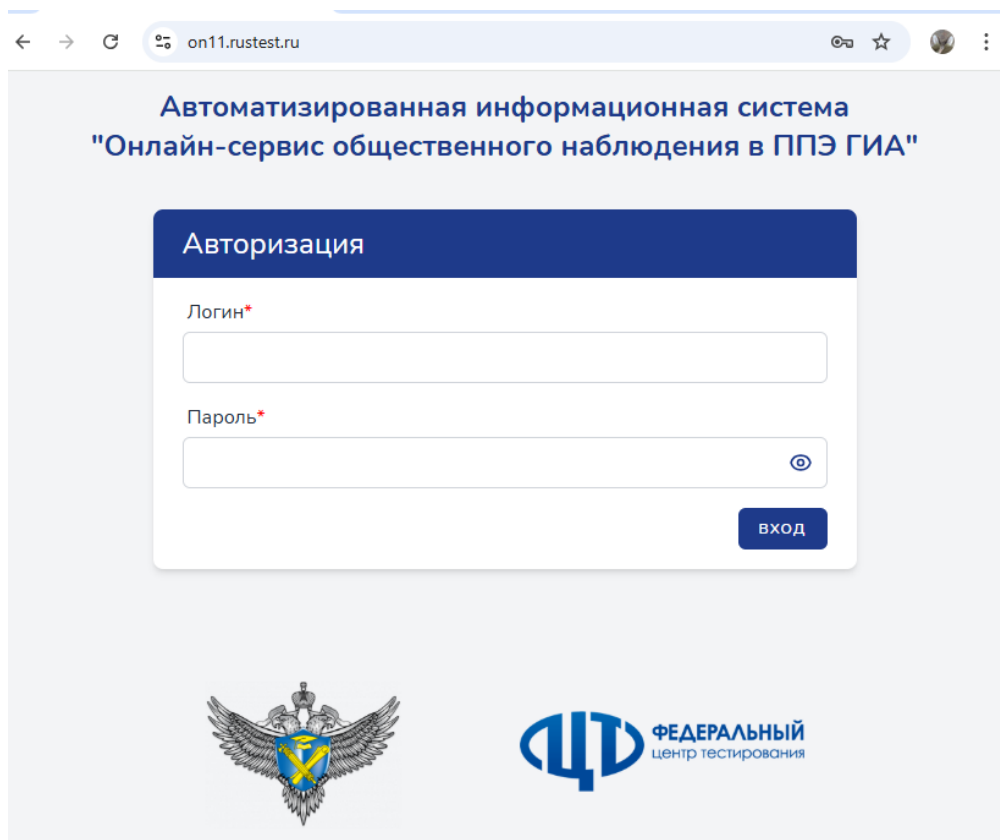 on11.rustest.ru
Автоматизированная информационная система
"Онлайн-сервис общественного наблюдения в ППЭ ГИА"
Авторизация
Логин*
Пароль*
вход
ФЕДЕРАЛЬНЫЙ
центр тестирования